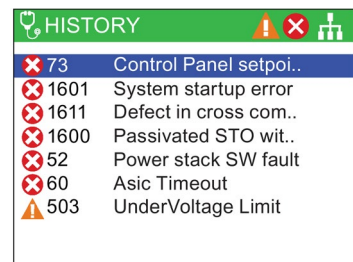 HISTORY
73 Control Panel setpoi..
1601 System startup error
1611 Defect in cross com..
1600 Passivated STO wit..
52 Power stack SW fault
60 Asic Timeout
503 UnderVoltage Limit